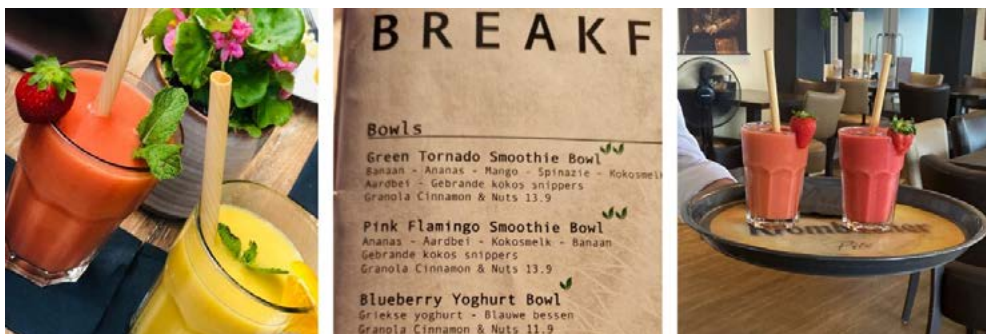 BREAKF
Bowls
Green Tornado Smoothie Bowl
Banaan - Ananas - Mango - Spinazie - Kokosmelk
Aardbei - Gebrande kokos snippers
Granola Cinnamon & Nuts 13.9
Pink Flamingo Smoothie Bowl
Ananas - Aardbei - Kokosmelk - Banaan
Gebrande kokos snippers
Granola Cinnamon & Nuts 13.9
Blueberry Yoghurt Bowl
Griekse yoghurt - Blauwe bessen
Granola Cinnamon & Nuts 11.9
Krombacher
Pils